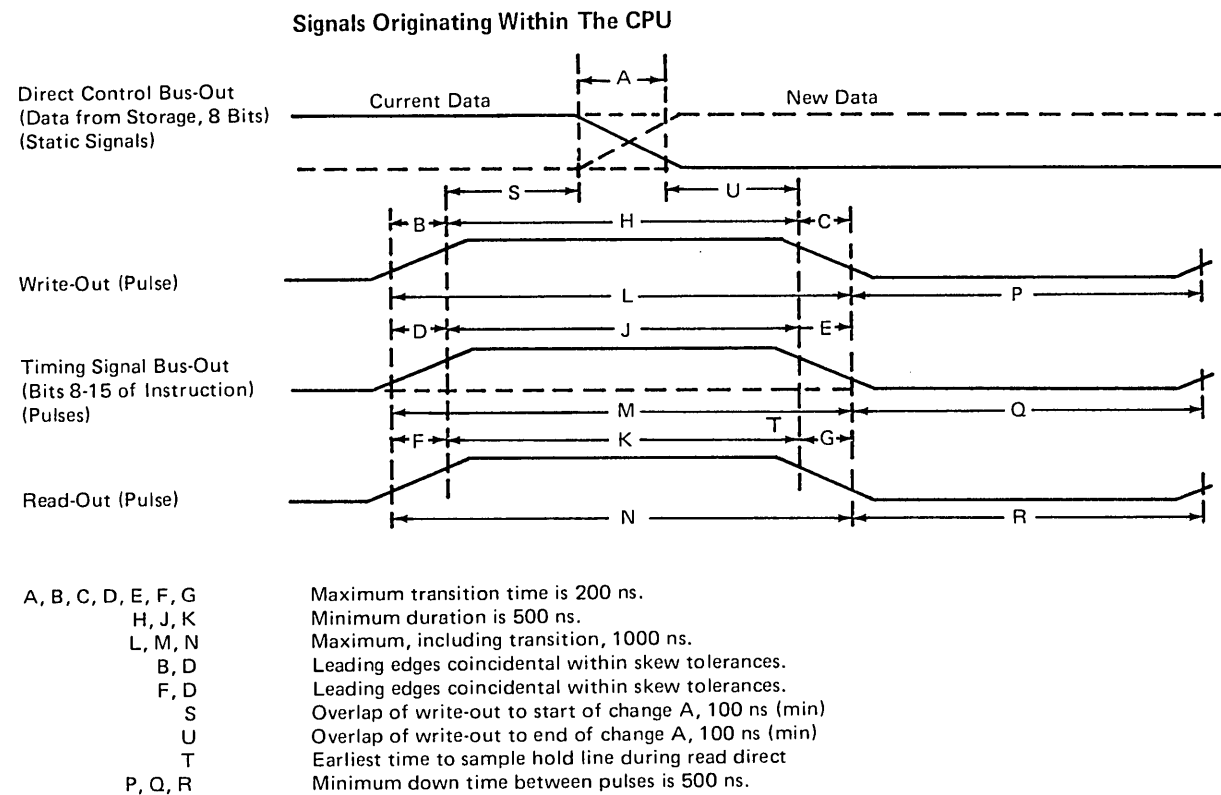 Signals Originating Within The CPU
A
Direct Control Bus-Out
(Data from Storage, 8 Bits)
(Static Signals)
Current Data
New Data
S
U
B
H
C
Write-Out (Pulse)
L
P
D
J
E
Timing Signal Bus-Out
(Bits 8-15 of Instruction)
(Pulses)
M
Q
T
F
K
G
Read-Out (Pulse)
N
R
A, B, C, D, E, F, G Maximum transition time is 200 ns.
H, J, K Minimum duration is 500 ns.
L, M, N Maximum, including transition, 1000 ns.
B, D Leading edges coincidental within skew tolerances.
F, D Leading edges coincidental within skew tolerances.
S Overlap of write-out to start of change A, 100 ns (min)
U Overlap of write-out to end of change A, 100 ns (min)
T Earliest time to sample hold line during read direct
P, Q, R Minimum down time between pulses is 500 ns.